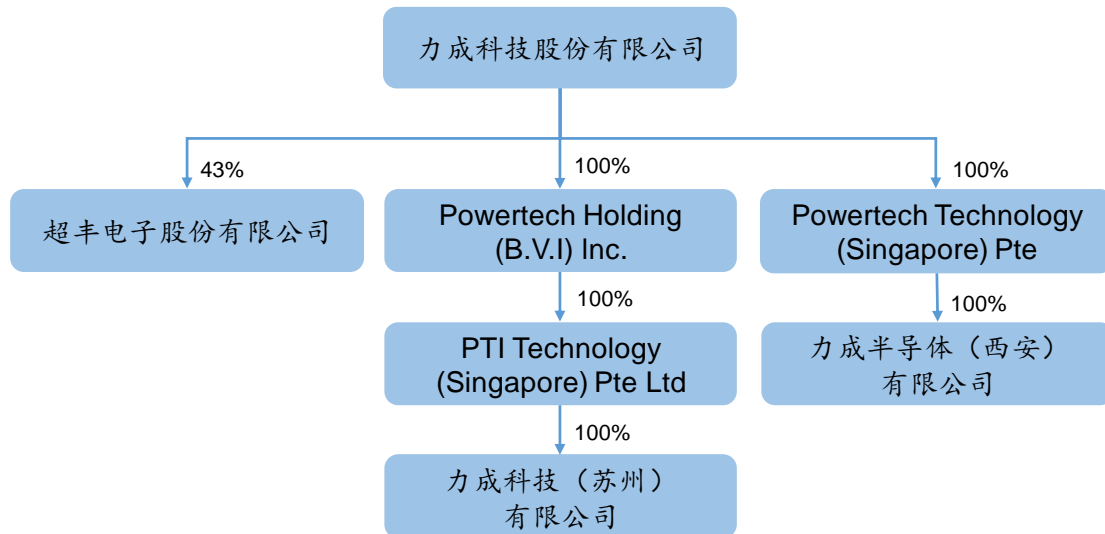 力成科技股份有限公司
43%
100%
100%
超丰电子股份有限公司
Powertech Holding
(B.V.I) Inc.
Powertech Technology
(Singapore) Pte
100%
100%
PTI Technology
(Singapore) Pte Ltd
力成半导体（西安）
有限公司
100%
力成科技（苏州）
有限公司